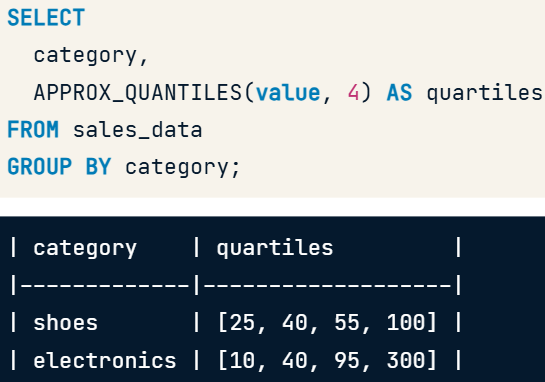 SELECT
category,
APPROX_QUANTILES(value, 4) AS quartiles
FROM sales_data
GROUP BY category;
| category    | quartiles         |
|-------------|-------------------|
| shoes       | [25, 40, 55, 100] |
| electronics | [10, 40, 95, 300] |